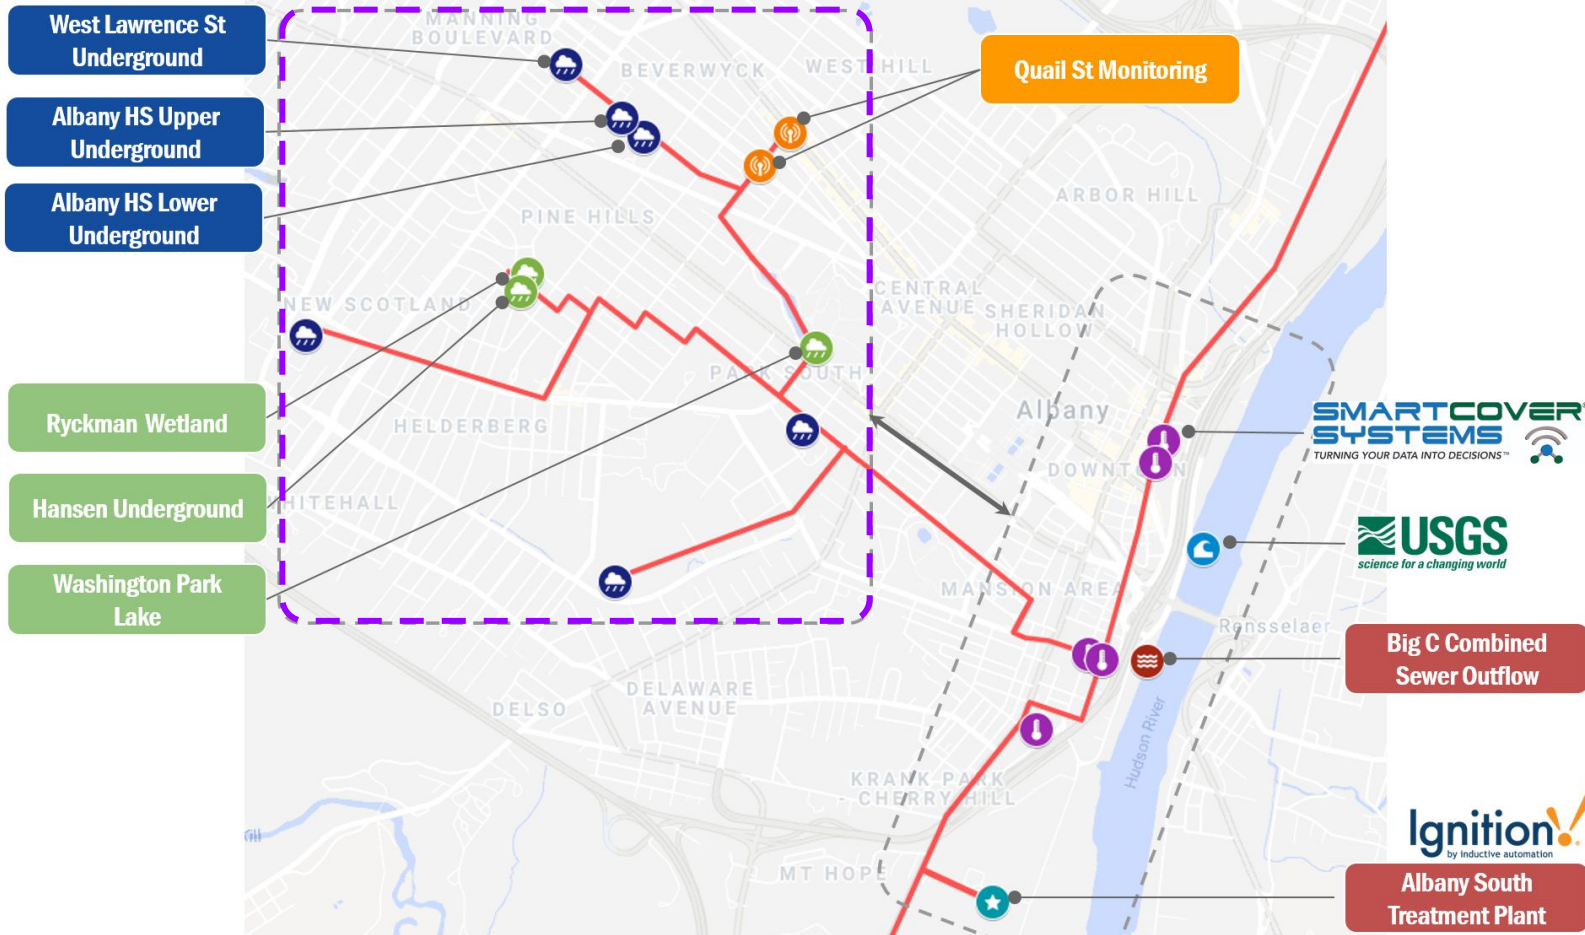 West Lawrence St
Underground
Albany HS Upper
Underground
Albany HS Lower
Underground
Ryckman Wetland
Hansen Underground
Washington Park
Lake
MANNING
BOULEVARD
BEVERWYCK
WEST HILL
Quail St Monitoring
ARBOR HILL
PINE HILLS
NEW SCOTLAND
CENTRAL
AVENUE
SHERIDAN
HOLLOW
PARK SOUTH
HELDERBERG
Albany
DOWNTOWN
HITEHALL
MANSION AREA
Rensselaer
DELAWARE
AVENUE
DELSO
KRANK PARK
- CHERRY HILL
MT HOPE
Hudson River
kill
SMARTCOVER®
SYSTEMS
TURNING YOUR DATA INTO DECISIONS™
USGS
science for a changing world
Big C Combined
Sewer Outflow
Ignition!
by inductive automation
Albany South
Treatment Plant